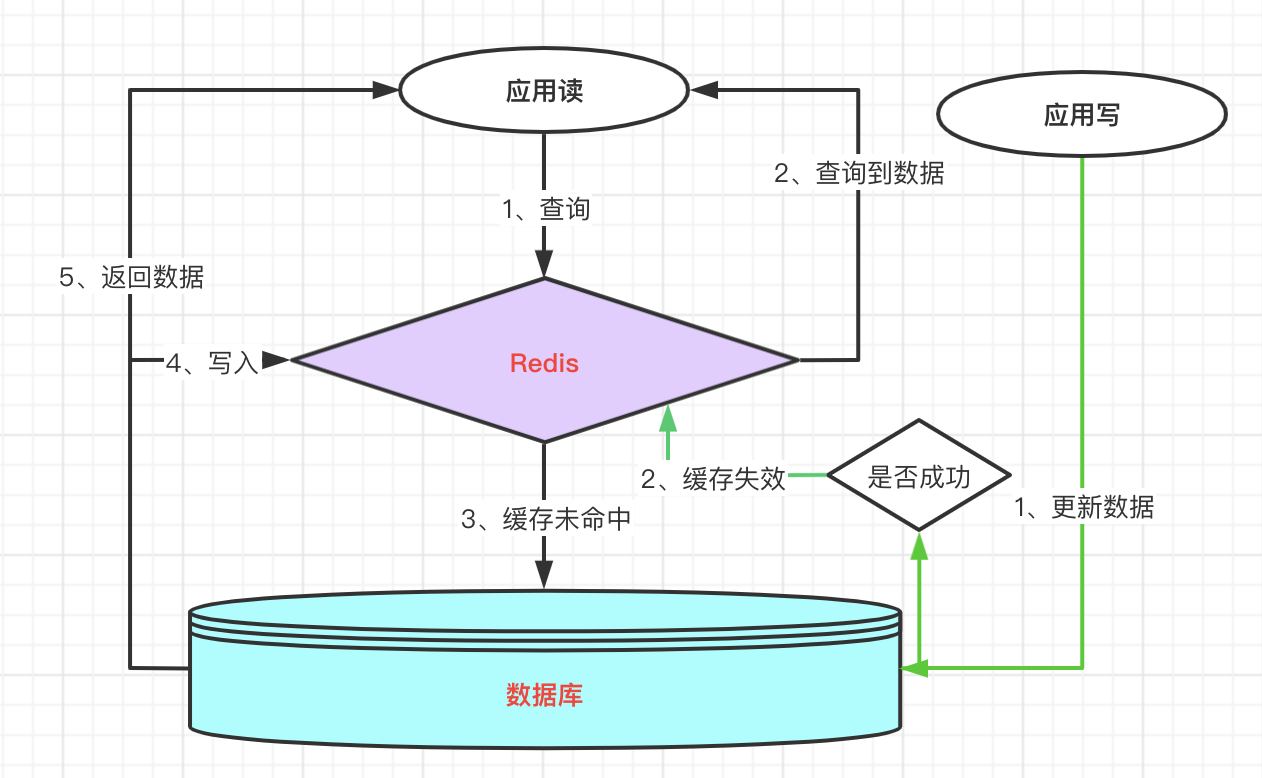 应用读
应用写
2、查询到数据
1、查询
5、返回数据
4、写入
Redis
2、缓存失效
是否成功
1、更新数据
3、缓存未命中
数据库